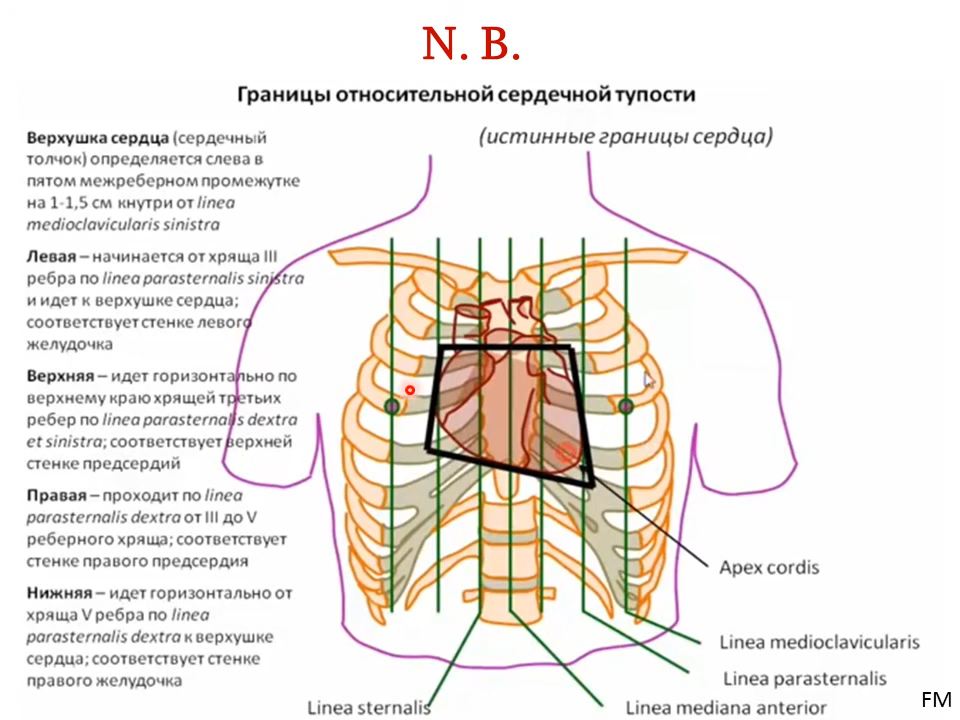 N. B.
Границы относительной сердечной тупости
(истинные границы сердца)
Верхушка сердца (сердечный
толчок) определяется слева в
пятом межреберном промежутке
на 1-1,5 см кнутри от linea
medioclavicularis sinistra
Левая – начинается от хряща III
ребра по linea parasternalis sinistra
и идет к верхушке сердца;
соответствует стенке левого
желудочка
Верхняя – идет горизонтально по
верхнему краю хрящей третьих
ребер по linea parasternalis dextra
et sinistra; соответствует верхней
стенке предсердий
Правая – проходит по linea
parasternalis dextra от III до V
реберного хряща; соответствует
стенке правого предсердия
Нижняя – идет горизонтально от
хряща V ребра по linea
parasternalis dextra к верхушке
сердца; соответствует стенке
правого желудочка
Apex cordis
Linea medioclavicularis
Linea parasternalis
Linea sternalis
Linea mediana anterior
FM